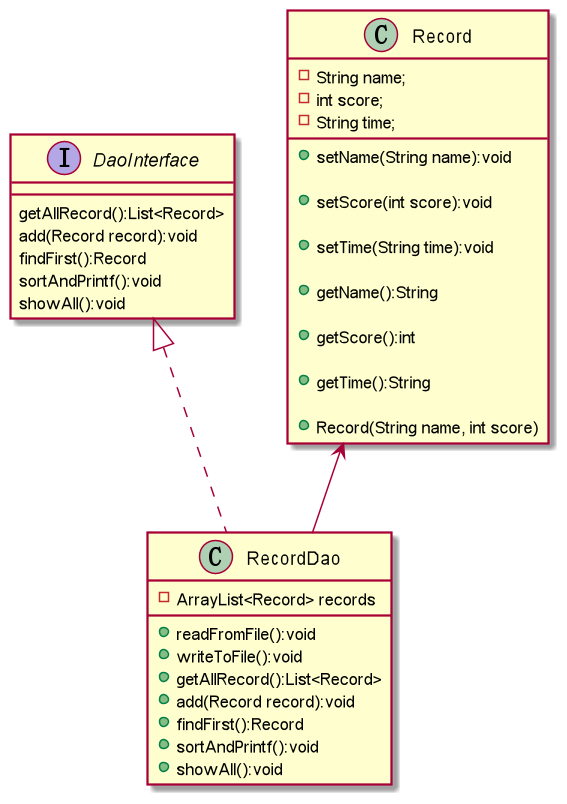 C Record
String name;
int score;
String time;
setName(String name):void
setScore(int score):void
setTime(String time):void
getName():String
getScore():int
getTime():String
Record(String name, int score)
I DaoInterface
getAllRecord():List<Record>
add(Record record):void
findFirst():Record
sortAndPrintf():void
showAll():void
C RecordDao
ArrayList<Record> records
readFromFile():void
writeToFile():void
getAllRecord():List<Record>
add(Record record):void
findFirst():Record
sortAndPrintf():void
showAll():void